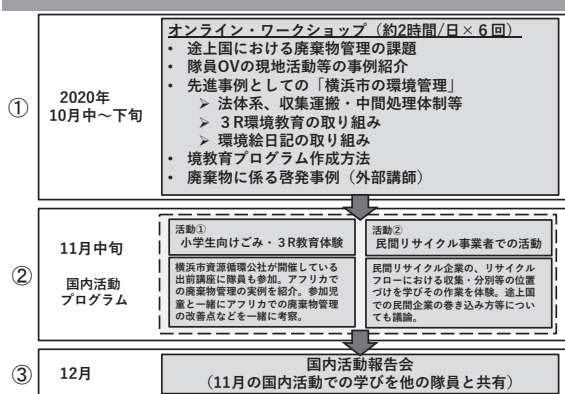 ①
2020年
10月中～下旬
オンライン・ワークショップ（約2時間/日×６回）
• 途上国における廃棄物管理の課題
• 隊員OVの現地活動等の事例紹介
• 先進事例としての「横浜市の環境管理」
➢ 法体系、収集運搬・中間処理体制等
➢ ３R環境教育の取り組み
➢ 環境絵日記の取り組み
• 境教育プログラム作成方法
• 廃棄物に係る啓発事例（外部講師）
②
11月中旬
国内活動
プログラム
活動①
小学生向けごみ・３R教育体験
横浜市資源循環公社が開催している
出前講座に隊員も参加。アフリカで
の廃棄物管理の実例を紹介。参加児
童と一緒にアフリカでの廃棄物管理
の改善点などを一緒に考察。
活動②
民間リサイクル事業者での活動
民間リサイクル企業の、リサイクル
フローにおける収集・分別等の位置
づけを学びその作業を体験。途上国
での民間企業の巻き込み方等につい
ても議論。
③
12月
国内活動報告会
（11月の国内活動での学びを他の隊員と共有）